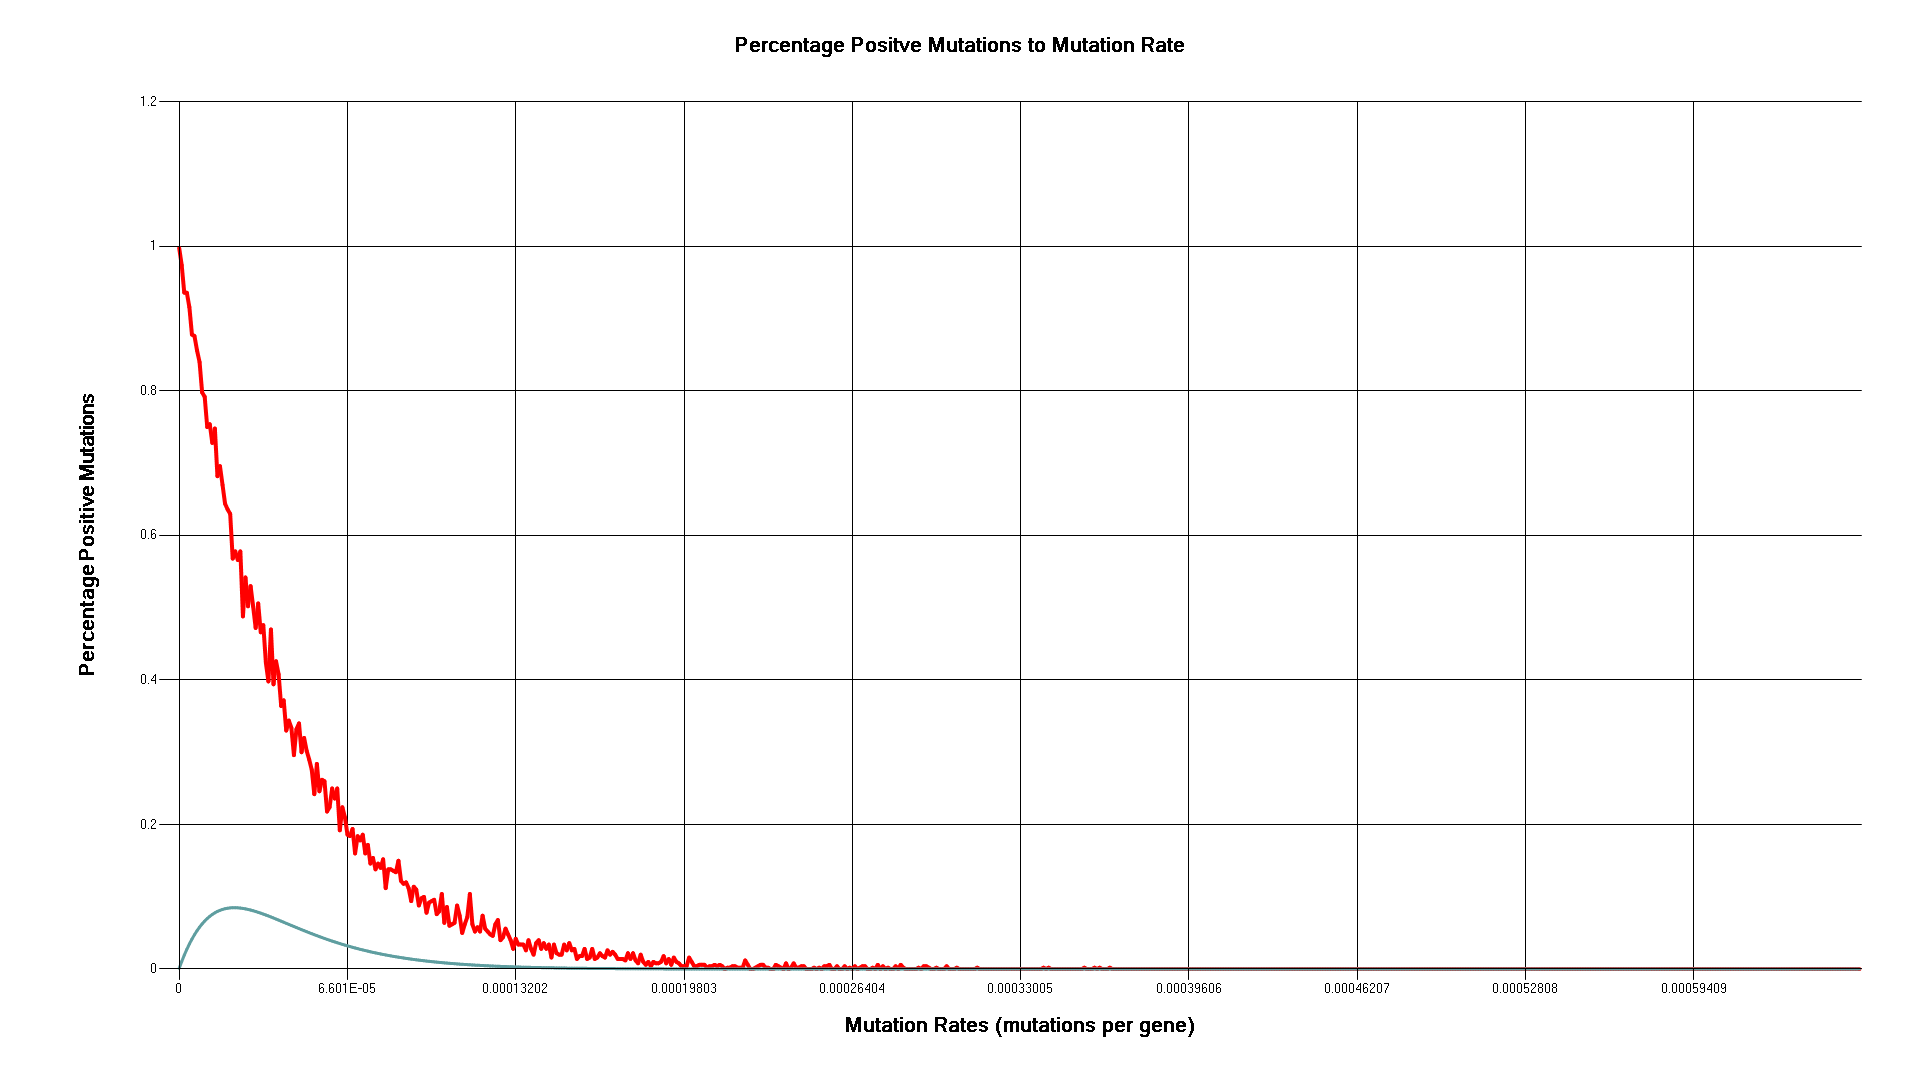 Percentage Positve Mutations to Mutation Rate
1.2
1
0.8
0.6
0.4
0.2
0
Percentage Positive Mutations
0 6.601E-05 0.00013202 0.00019803 0.00026404 0.00033005 0.00039606 0.00046207 0.00052808 0.00059409
Mutation Rates (mutations per gene)